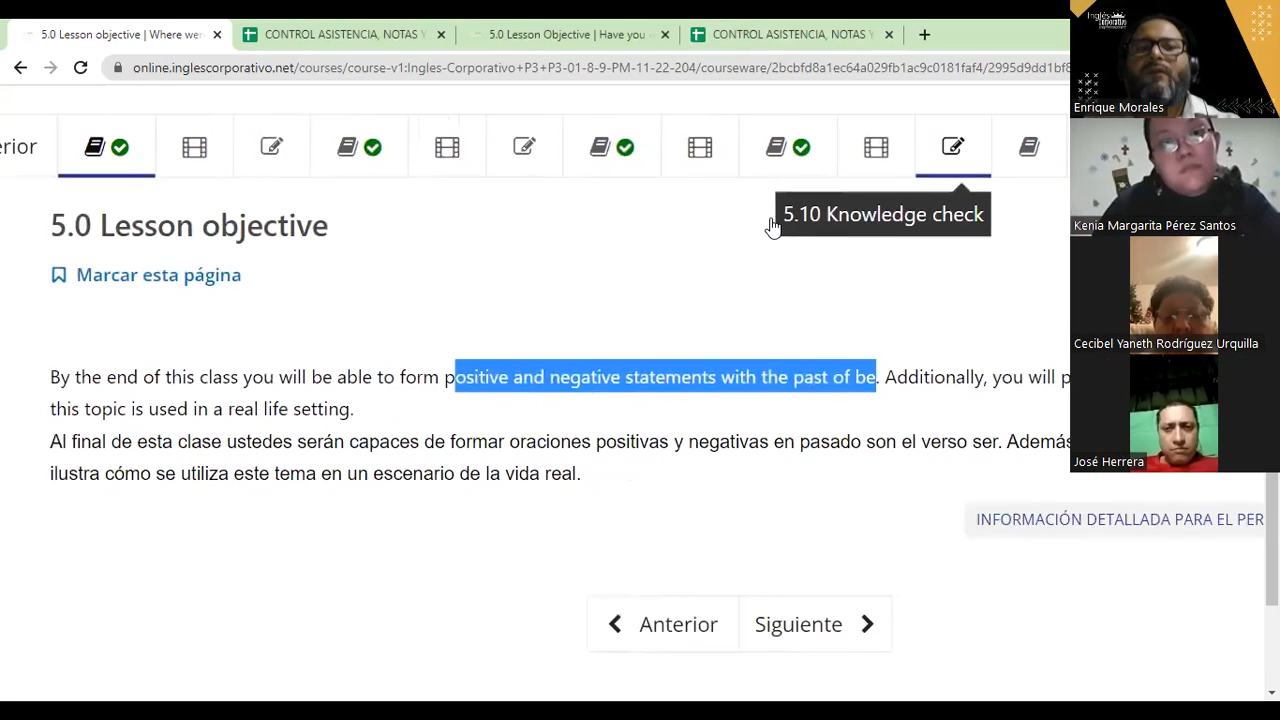 5.0 Lesson objective | Where wer
CONTROL ASISTENCIA, NOTAS Y
5.0 Lesson Objective | Have you
CONTROL ASISTENCIA, NOTAS Y
online.inglescorporativo.net/courses/course-v1:Ingles-Corporativo+P3+P3-01-8-9-PM-11-22-204/courseware/2bcbfd8a1ec64a029fb1ac9c0181faf4/2995d9dd1bf8
erior
5.10 Knowledge check
5.0 Lesson objective
Marcar esta página
By the end of this class you will be able to form positive and negative statements with the past of be. Additionally, you will p
this topic is used in a real life setting.
Al final de esta clase ustedes serán capaces de formar oraciones positivas y negativas en pasado son el verso ser. Además
ilustra cómo se utiliza este tema en un escenario de la vida real.
INFORMACIÓN DETALLADA PARA EL PER
Anterior
Siguiente
Inglés
Corporativo
Enrique Morales
Kenia Margarita Pérez Santos
Cecibel Yaneth Rodríguez Urquilla
José Herrera